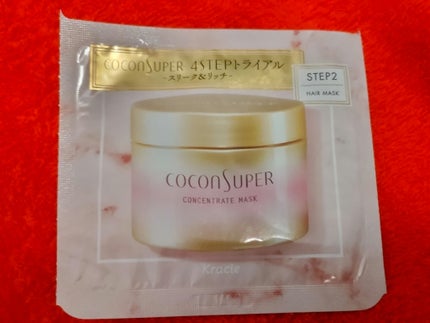 COCONSUPER 4STEPトライアル
-スリーク&リッチ-
STEP2
HAIR MASK
COCONSUPER
CONCENTRATE MASK
Kracie